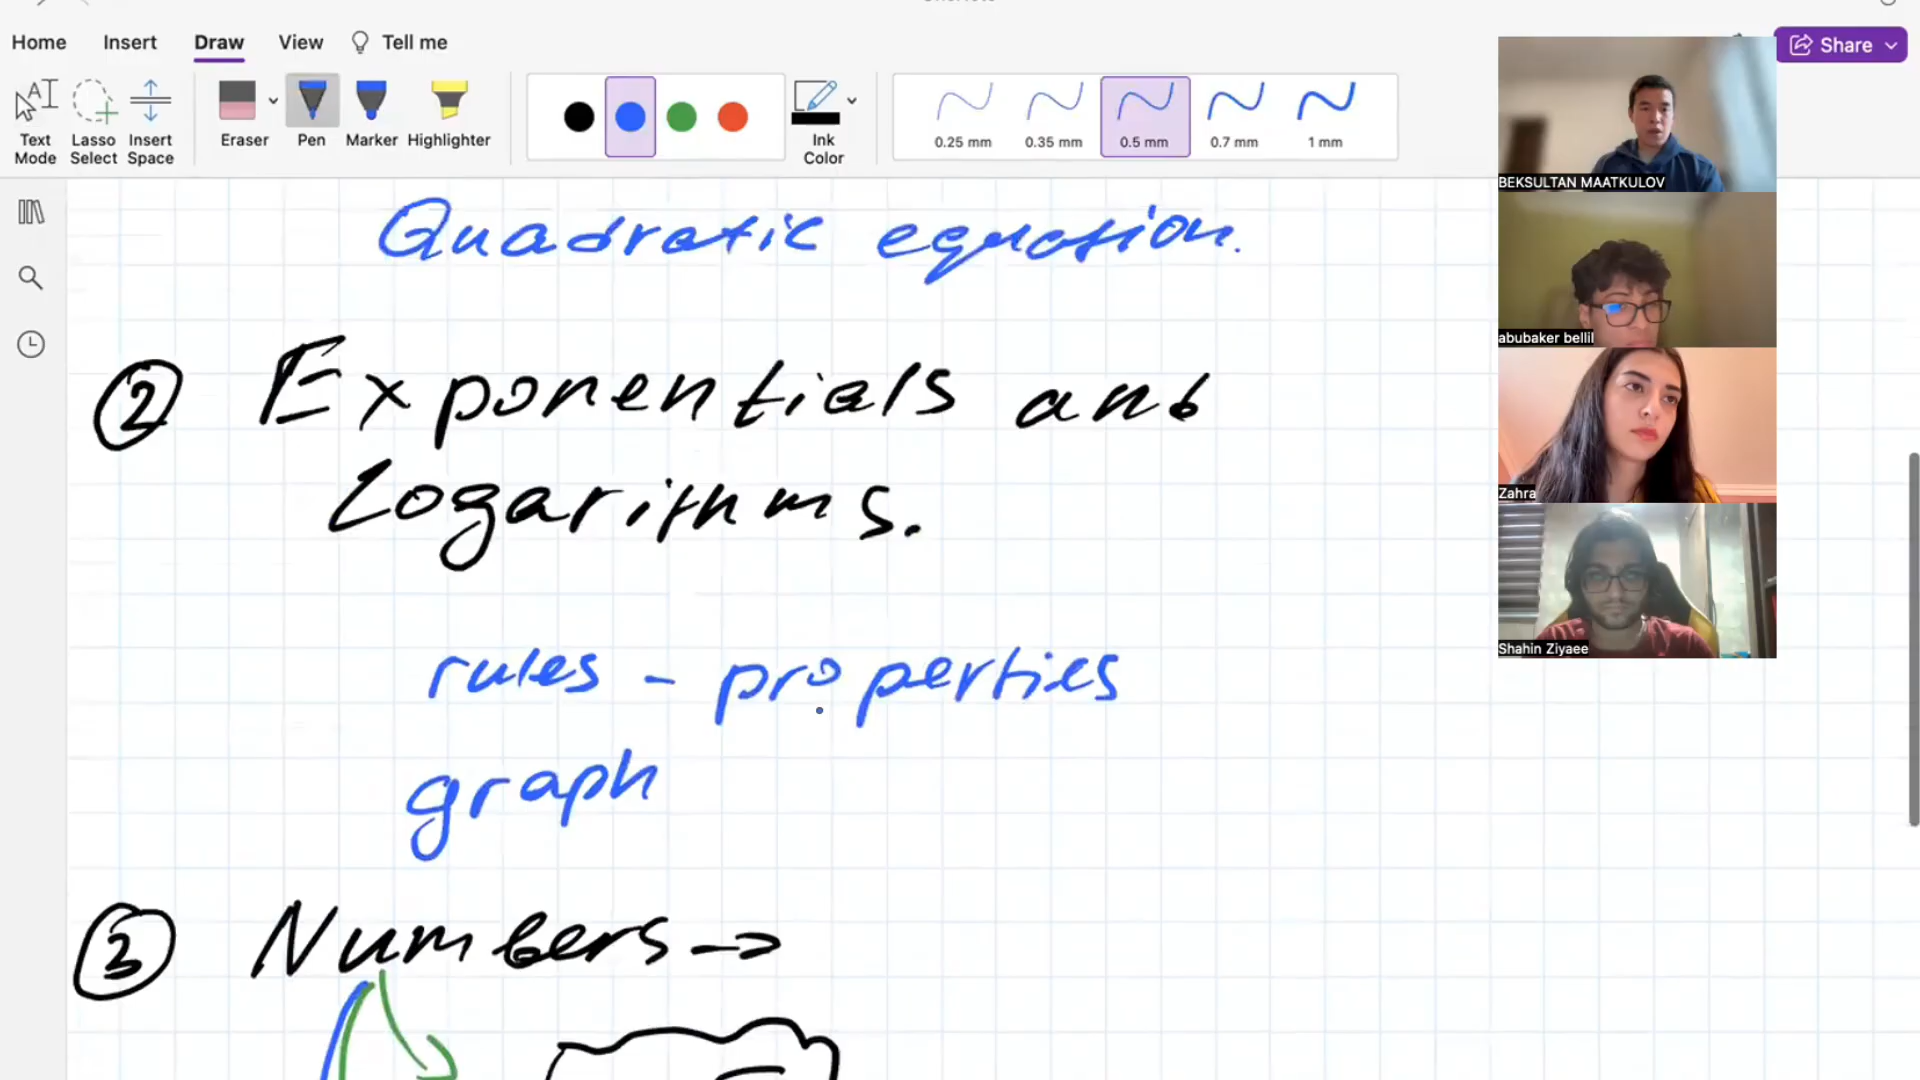 Home Insert Draw View Tell me Share
Text Mode Lasso Select Insert Space Eraser Pen Marker Highlighter Ink Color 0.25 mm 0.35 mm 0.5 mm 0.7 mm 1 mm
BEKSULTAN MAATKULOV
Quadratic equation.
abubaker bellil
② Exponentials and
Zahra
Logarithms.
Shahin Ziyaee
rules - properties
graph
③ Numbers →